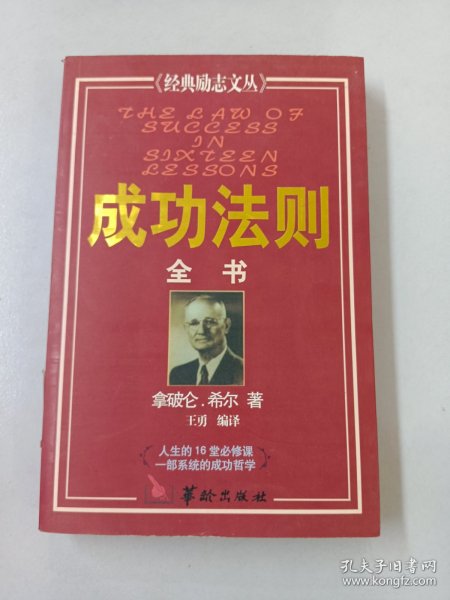 《经典励志文丛》
THE LAW OF
SUCCESS
IN
SIXTEEN
LESSONS
成功法则
全书
拿破仑.希尔 著
王勇 编译
人生的16堂必修课
一部系统的成功哲学
华龄出版社
孔夫子旧书网
www.kongfz.com